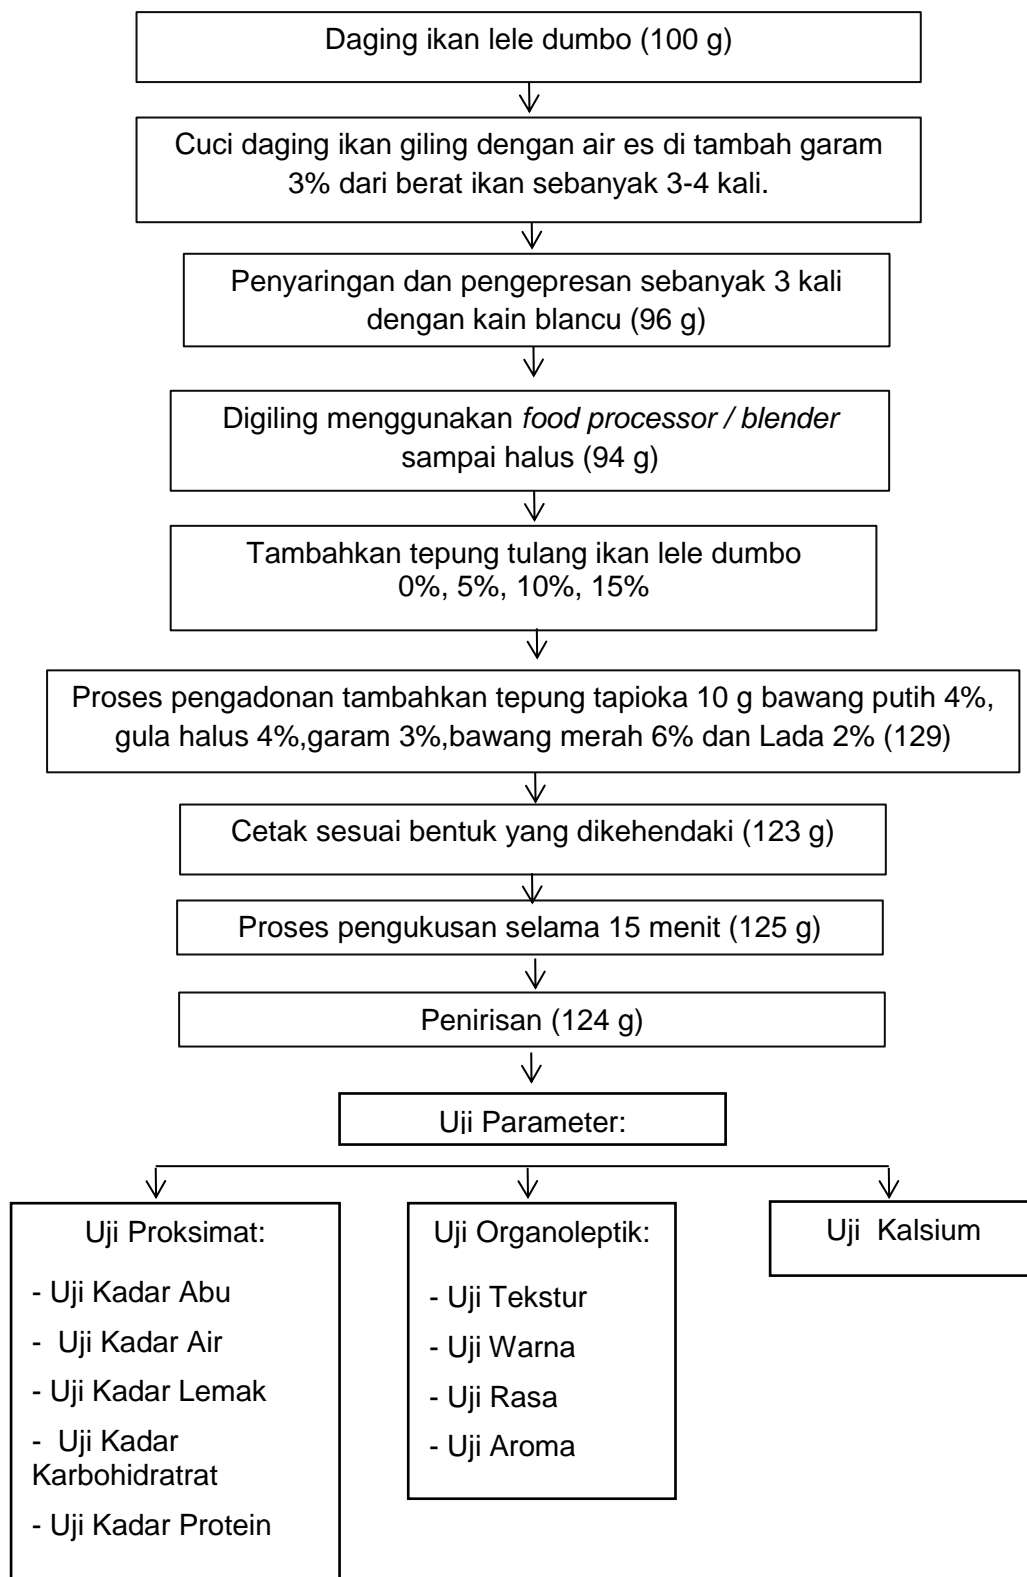 Daging ikan lele dumbo (100 g)
Cuci daging ikan giling dengan air es di tambah garam
3% dari berat ikan sebanyak 3-4 kali.
Penyaringan dan pengepresan sebanyak 3 kali
dengan kain blancu (96 g)
Digiling menggunakan food processor / blender
sampai halus (94 g)
Tambahkan tepung tulang ikan lele dumbo
0%, 5%, 10%, 15%
Proses pengadonan tambahkan tepung tapioka 10 g bawang putih 4%,
gula halus 4%,garam 3%,bawang merah 6% dan Lada 2% (129)
Cetak sesuai bentuk yang dikehendaki (123 g)
Proses pengukusan selama 15 menit (125 g)
Penirisan (124 g)
Uji Parameter:
Uji Proksimat:
- Uji Kadar Abu
- Uji Kadar Air
- Uji Kadar Lemak
- Uji Kadar
Karbohidratrat
- Uji Kadar Protein
Uji Organoleptik:
- Uji Tekstur
- Uji Warna
- Uji Rasa
- Uji Aroma
Uji Kalsium